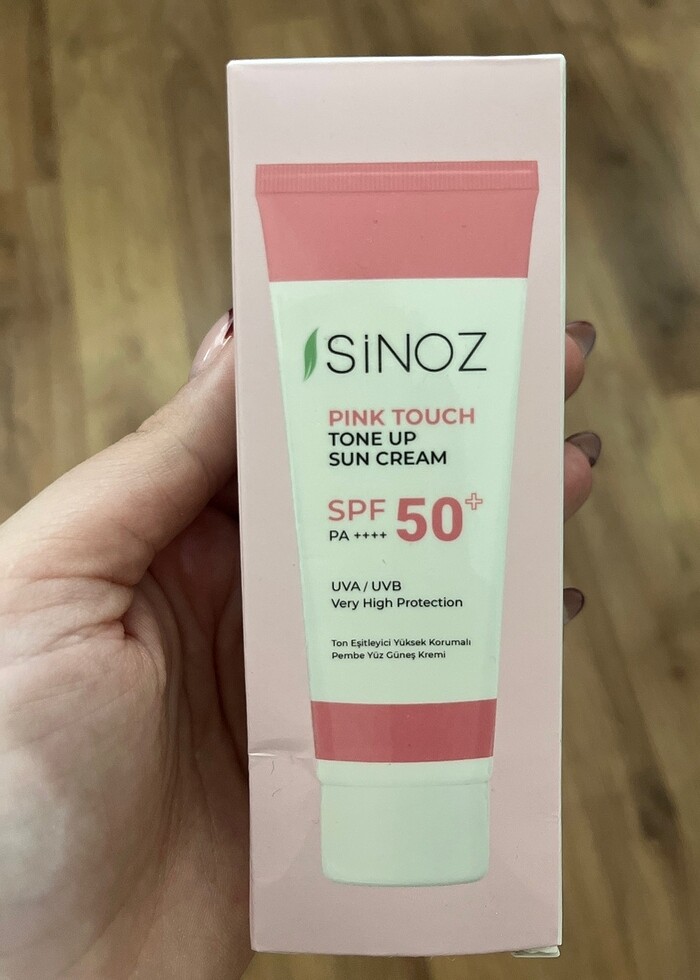 SiNOZ
PINK TOUCH
TONE UP
SUN CREAM
SPF 50+
PA ++++
UVA / UVB
Very High Protection
Ton Eşitleyici Yüksek Korumalı
Pembe Yüz Güneş Kremi